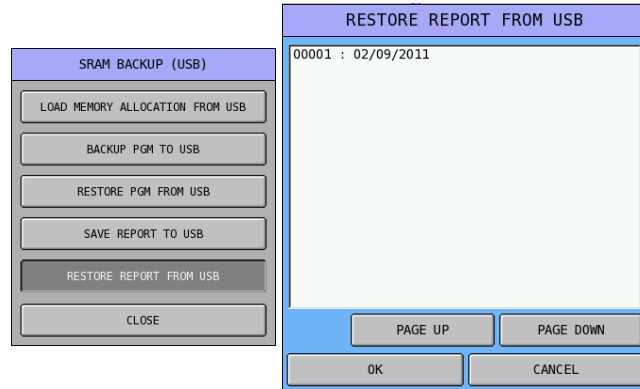 SRAM BACKUP (USB)
LOAD MEMORY ALLOCATION FROM USB
BACKUP PGM TO USB
RESTORE PGM FROM USB
SAVE REPORT TO USB
RESTORE REPORT FROM USB
CLOSE
RESTORE REPORT FROM USB
00001 : 02/09/2011
PAGE UP PAGE DOWN
OK CANCEL